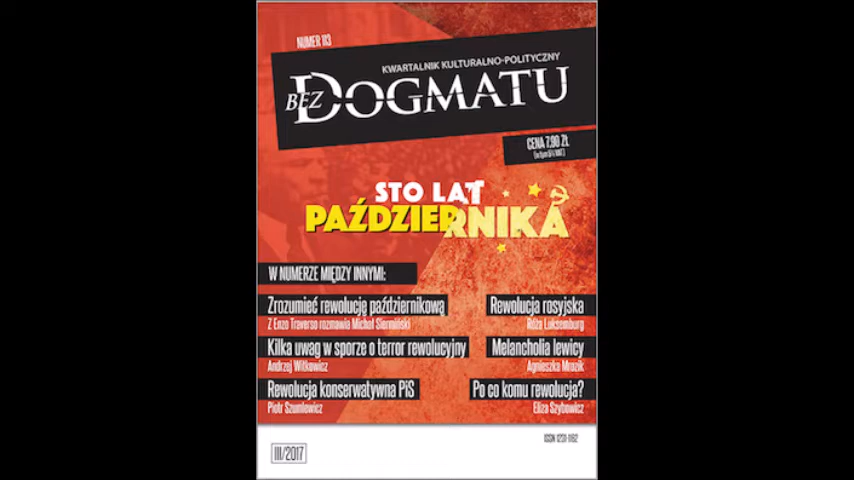 NUMER 113
KWARTALNIK KULTURALNO-POLITYCZNY
BEZ DOGMATU
CENA 7,90 ZŁ
STO LAT
PAŹDZIERNIKA
W NUMERZE MIĘDZY INNYMI:
Zrozumieć rewolucję październikową
Z Enzo Traverso rozmawia Michał Siermiński
Rewolucja rosyjska
Róża Luksemburg
Kilka uwag w sporze o terror rewolucyjny
Andrzej Witkowicz
Melancholia lewicy
Agnieszka Mrozik
Rewolucja konserwatywna PiS
Piotr Szumlewicz
Po co komu rewolucja?
Eliza Szybowicz
ISSN 1231-1162
III/2017